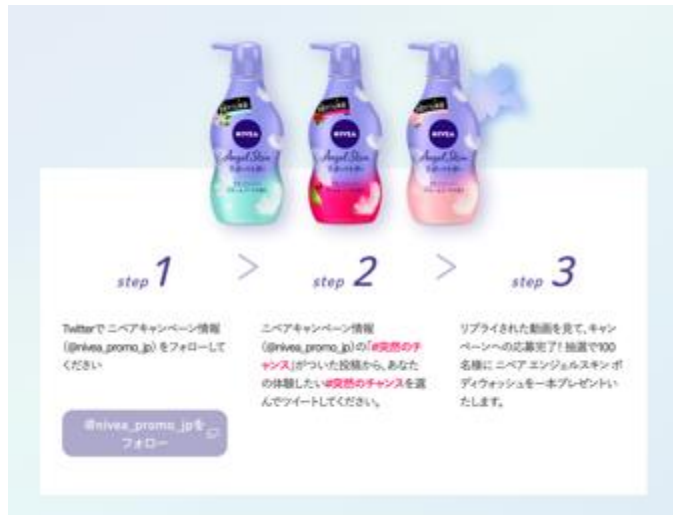 NIVEA
Angel Skin
NIVEA
Angel Skin
NIVEA
Angel Skin
step 1
>
step 2
>
step 3
Twitterで ニベアキャンペーン情報
(@nivea_promo_jp) をフォローして
ください
@nivea_promo_jpを
フォロー
ニベアキャンペーン情報
(@nivea_promo_jp)の「#突然のチ
ャンス」がついた投稿から、あなた
の体験したい#突然のチャンスを選
んでツイートしてください。
リプライされた動画を見て、キャン
ペーンへの応募完了! 抽選で100
名様に ニベア エンジェルスキン ボ
ディウォッシュを一本プレゼントい
たします。